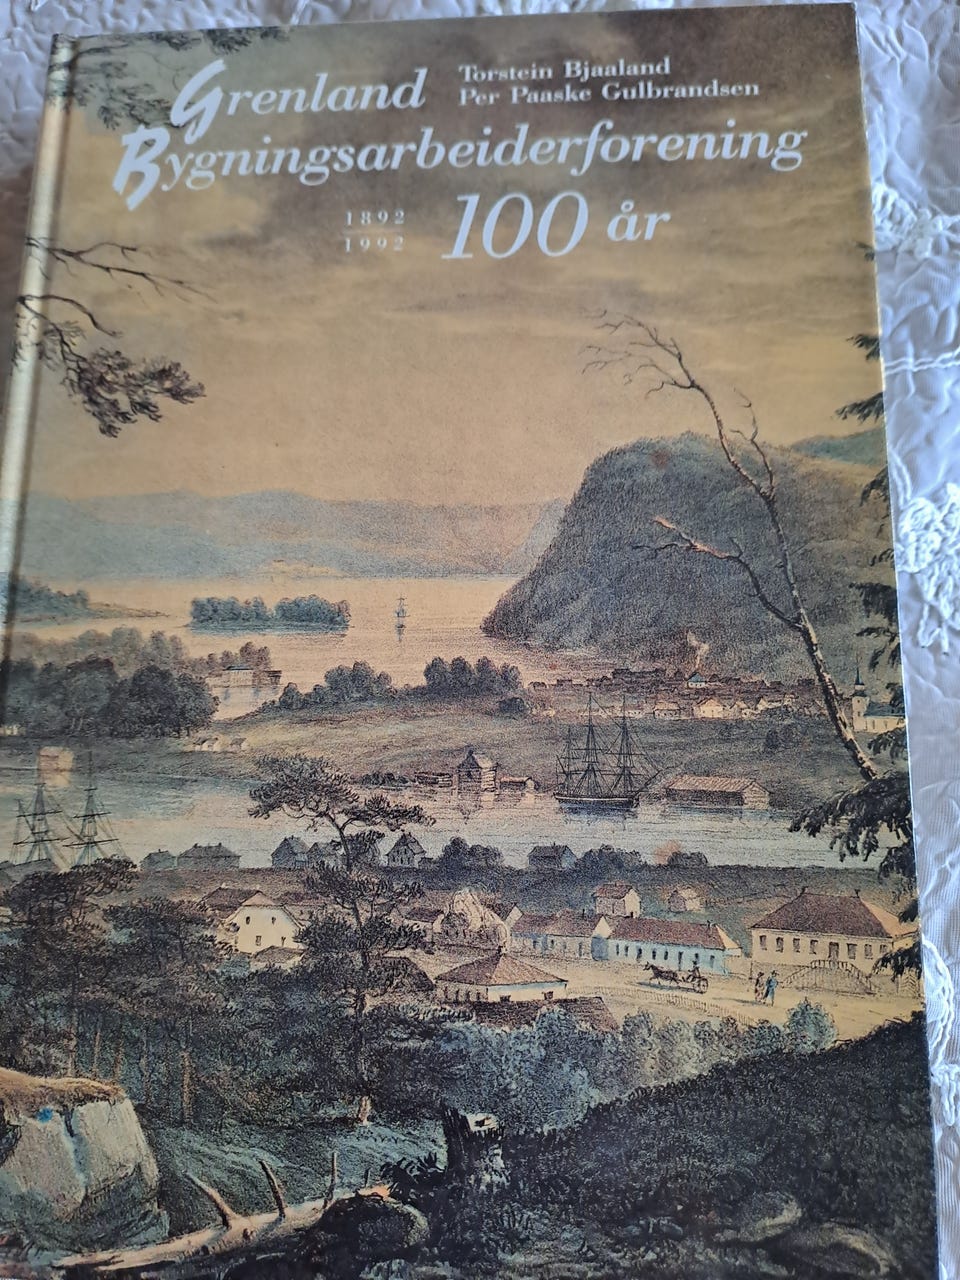 Grenland
Torstein Bjaaland
Per Paaske Gulbrandsen
Bygningsarbeiderforening
1892
1992
100 år